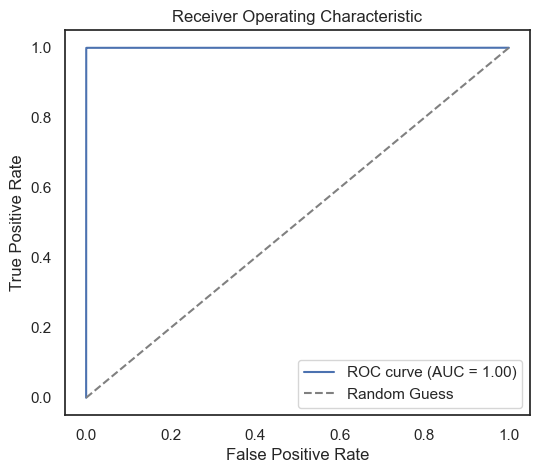 Receiver Operating Characteristic
True Positive Rate
1.0
0.8
0.6
0.4
0.2
0.0
ROC curve (AUC = 1.00)
Random Guess
0.0 0.2 0.4 0.6 0.8 1.0
False Positive Rate